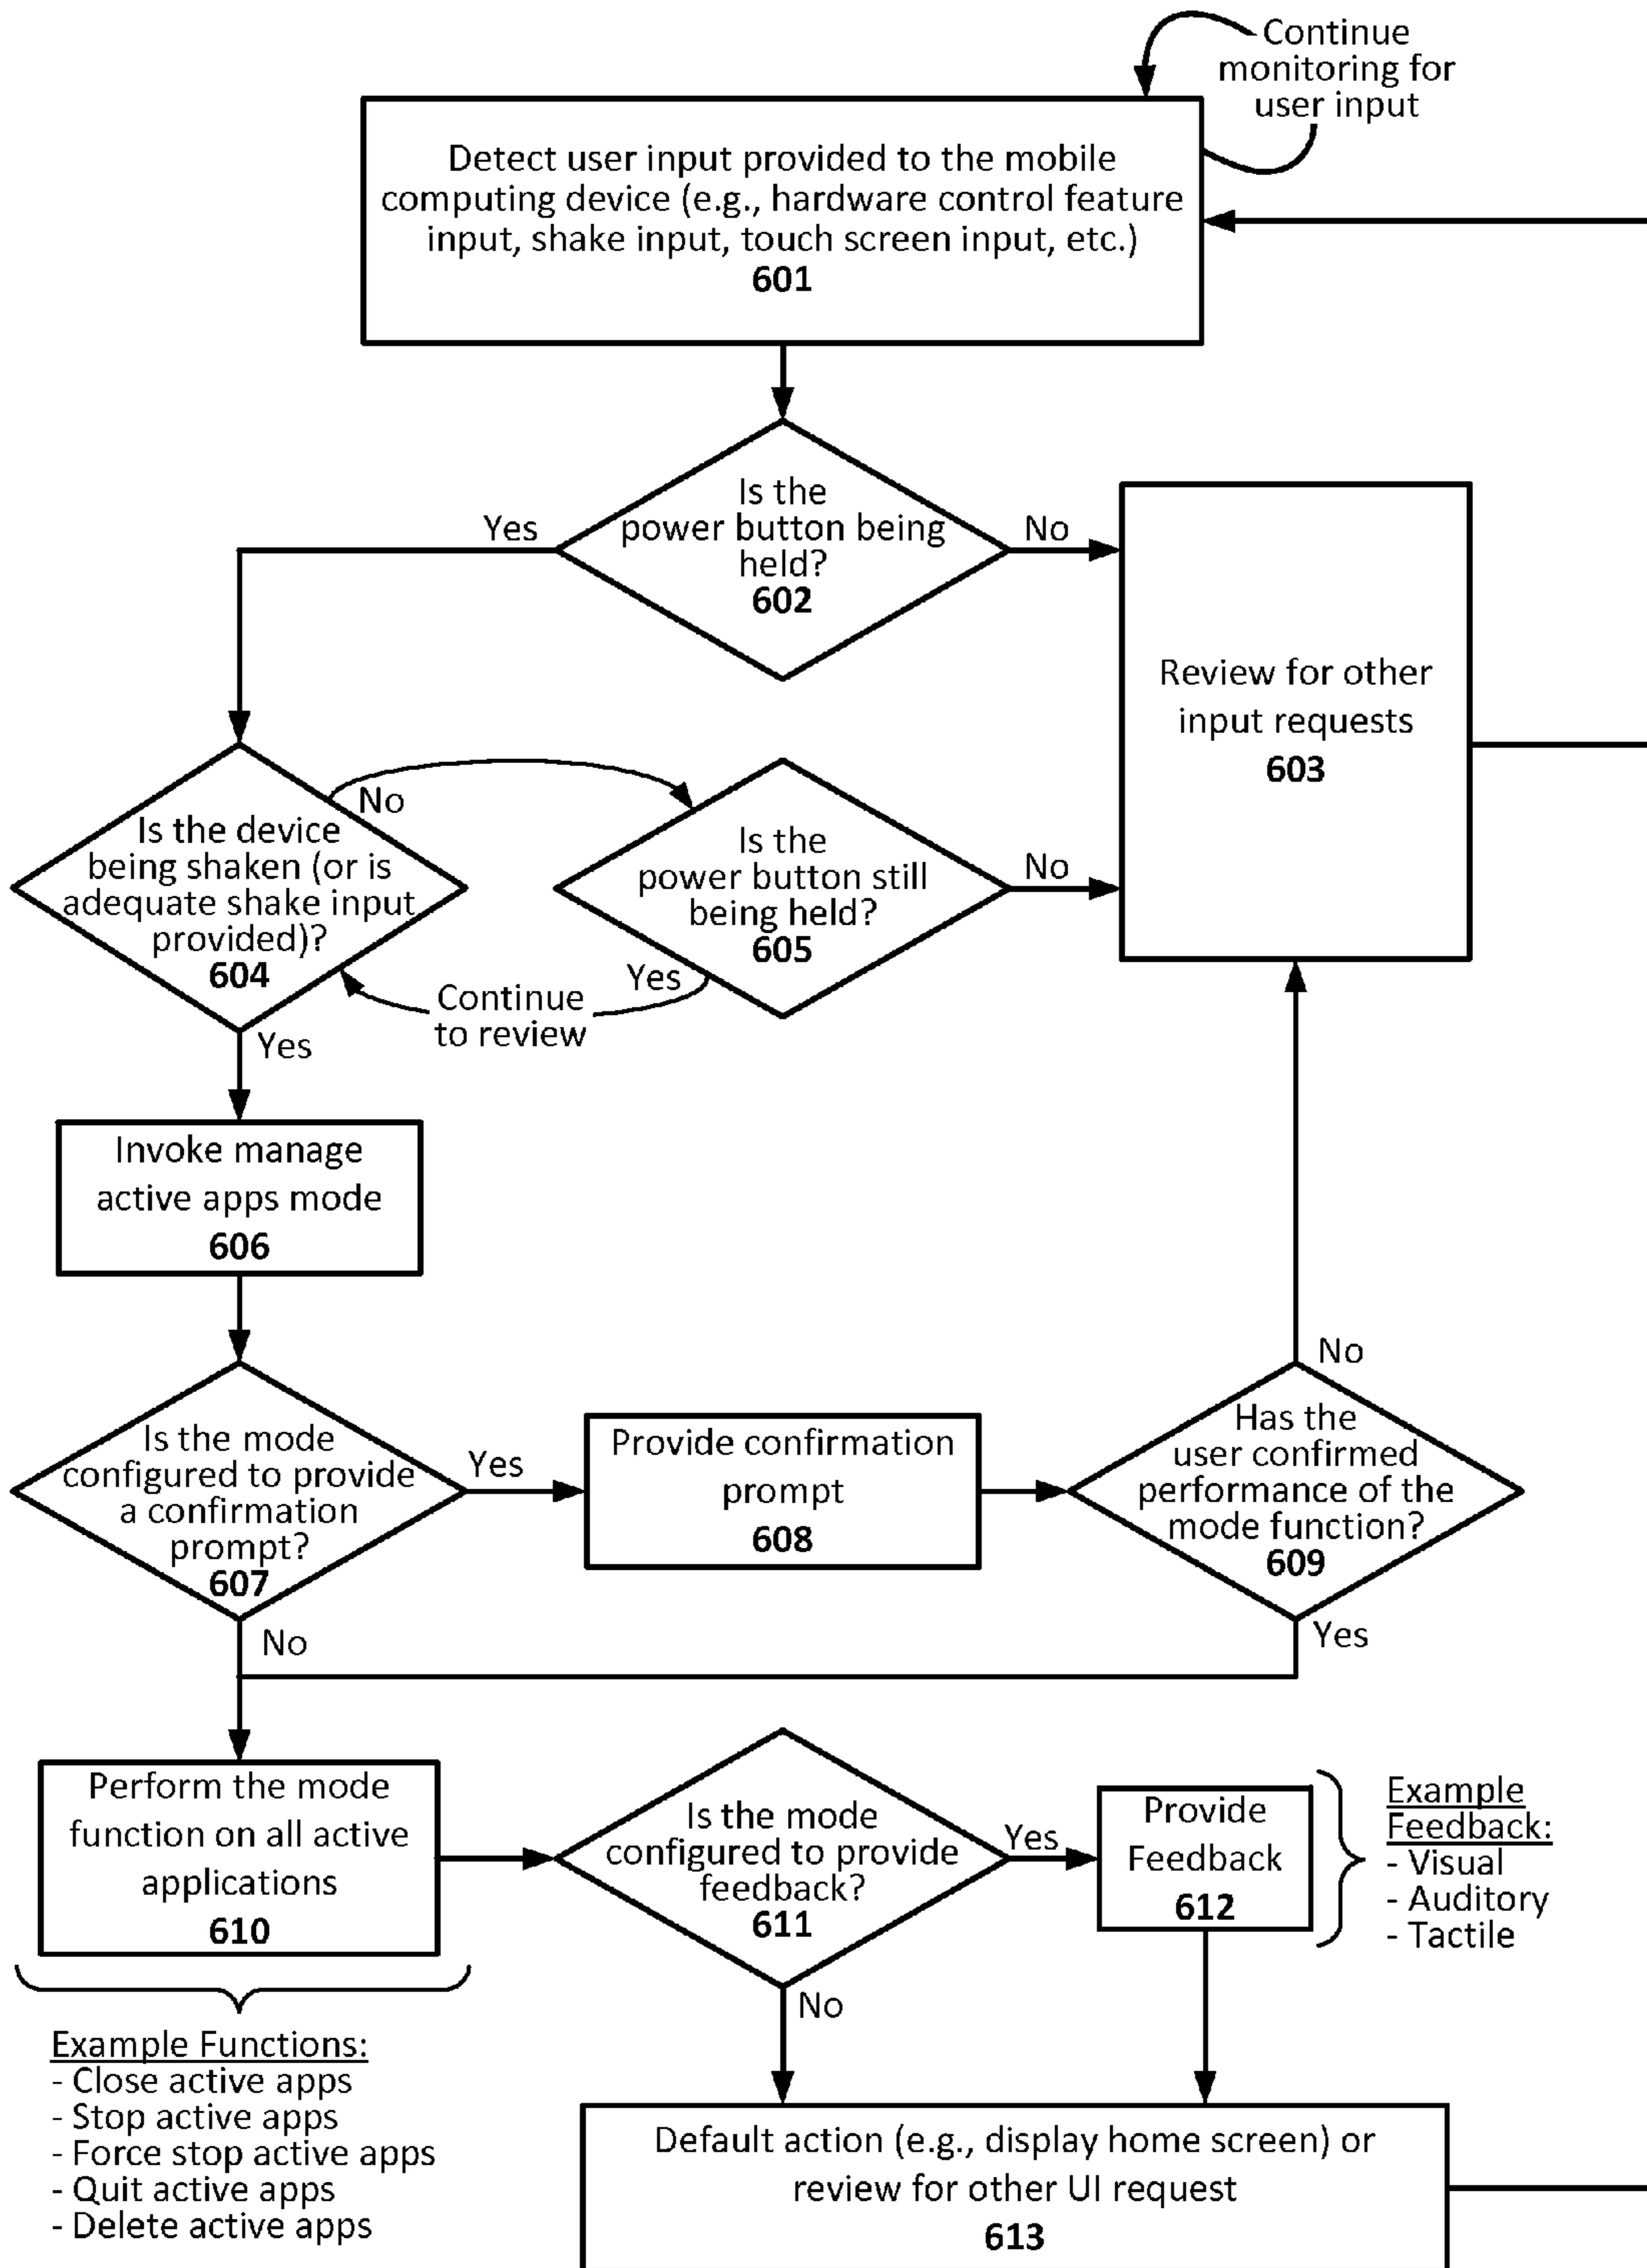 Continue
monitoring for
user input
Detect user input provided to the mobile
computing device (e.g., hardware control feature
input, shake input, touch screen input, etc.)
601
Is the
power button being
held?
602
Yes
No
Review for other
input requests
603
Is the device
being shaken (or is
adequate shake input
provided)?
604
No
Is the
power button still
being held?
605
No
Yes
Continue
to review
Yes
Invoke manage
active apps mode
606
Is the mode
configured to provide
a confirmation
prompt?
607
Yes
Provide confirmation
prompt
608
No
Has the
user confirmed
performance of the
mode function?
609
Yes
No
Perform the mode
function on all active
applications
610
Example Functions:
- Close active apps
- Stop active apps
- Force stop active apps
- Quit active apps
- Delete active apps
Is the mode
configured to provide
feedback?
611
Yes
No
Provide
Feedback
612
Example
Feedback:
- Visual
- Auditory
- Tactile
Default action (e.g., display home screen) or
review for other UI request
613